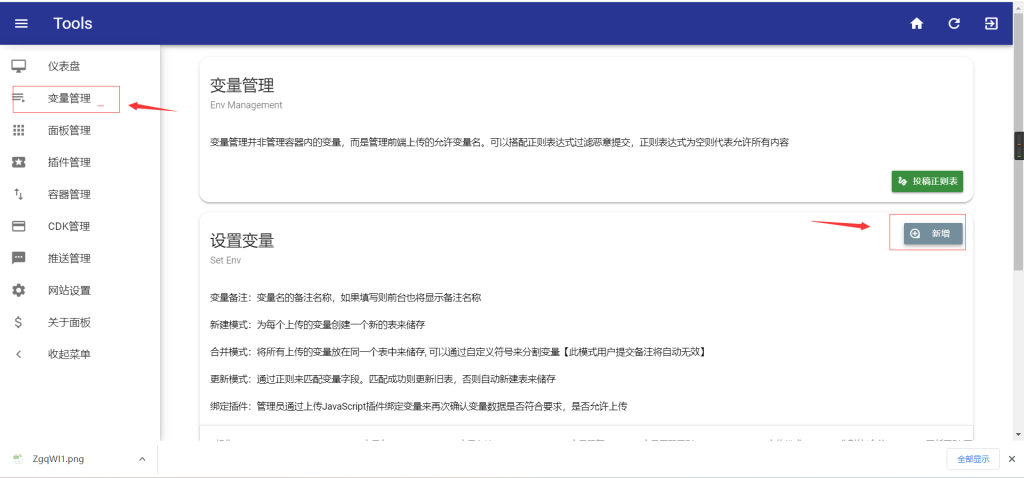 Tools
仪表盘
变量管理
面板管理
插件管理
容器管理
CDK管理
推送管理
网站设置
关于面板
收起菜单
变量管理
Env Management
变量管理并非管理容器内的变量，而是管理前端上传的允许变量名。可以搭配正则表达式过滤恶意提交，正则表达式为空则代表允许所有内容
投稿正则表
设置变量
新增
Set Env
变量备注：变量名的备注名称，如果填写则前台也将显示备注名称
新建模式：为每个上传的变量创建一个新的表来储存
合并模式：将所有上传的变量放在同一个表中来储存, 可以通过自定义符号来分割变量【此模式用户提交备注将自动无效】
更新模式：通过正则来匹配变量字段。匹配成功则更新旧表，否则自动新建表来储存
绑定插件：管理员通过上传JavaScript插件绑定变量来再次确认变量数据是否符合要求，是否允许上传
ZgqWI1.png
全部显示